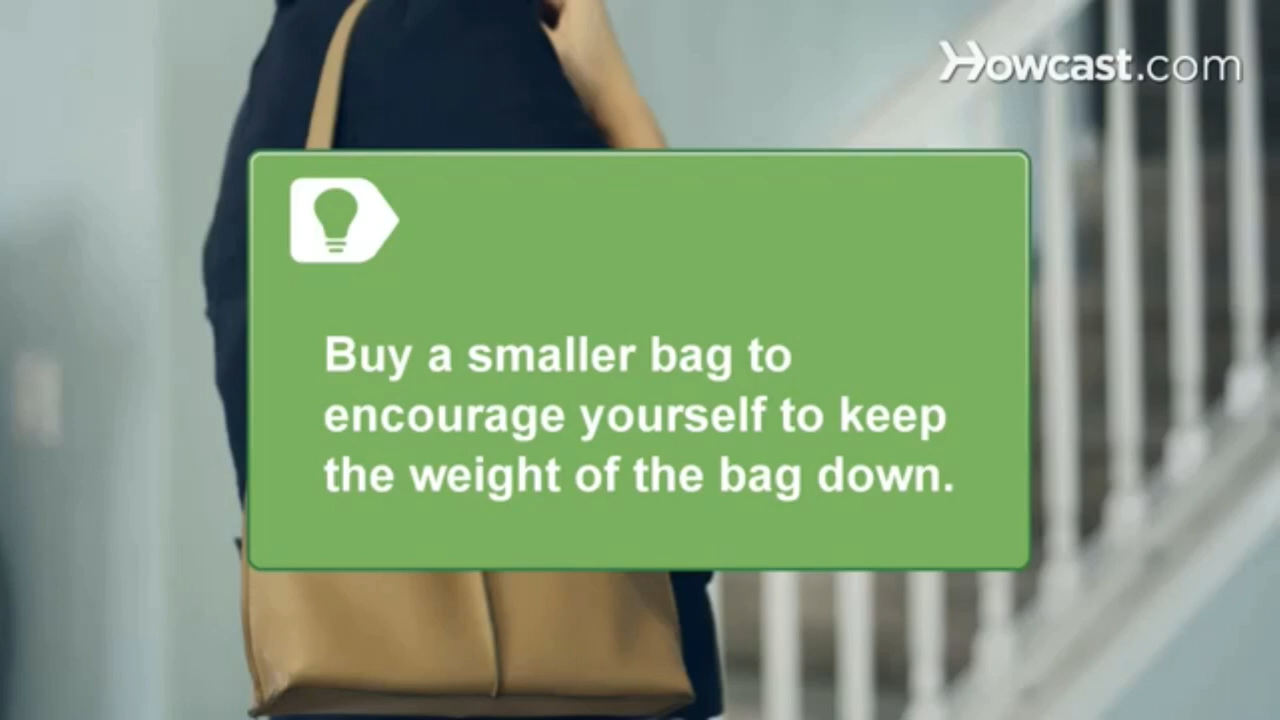 Howcast.com
Buy a smaller bag to
encourage yourself to keep
the weight of the bag down.